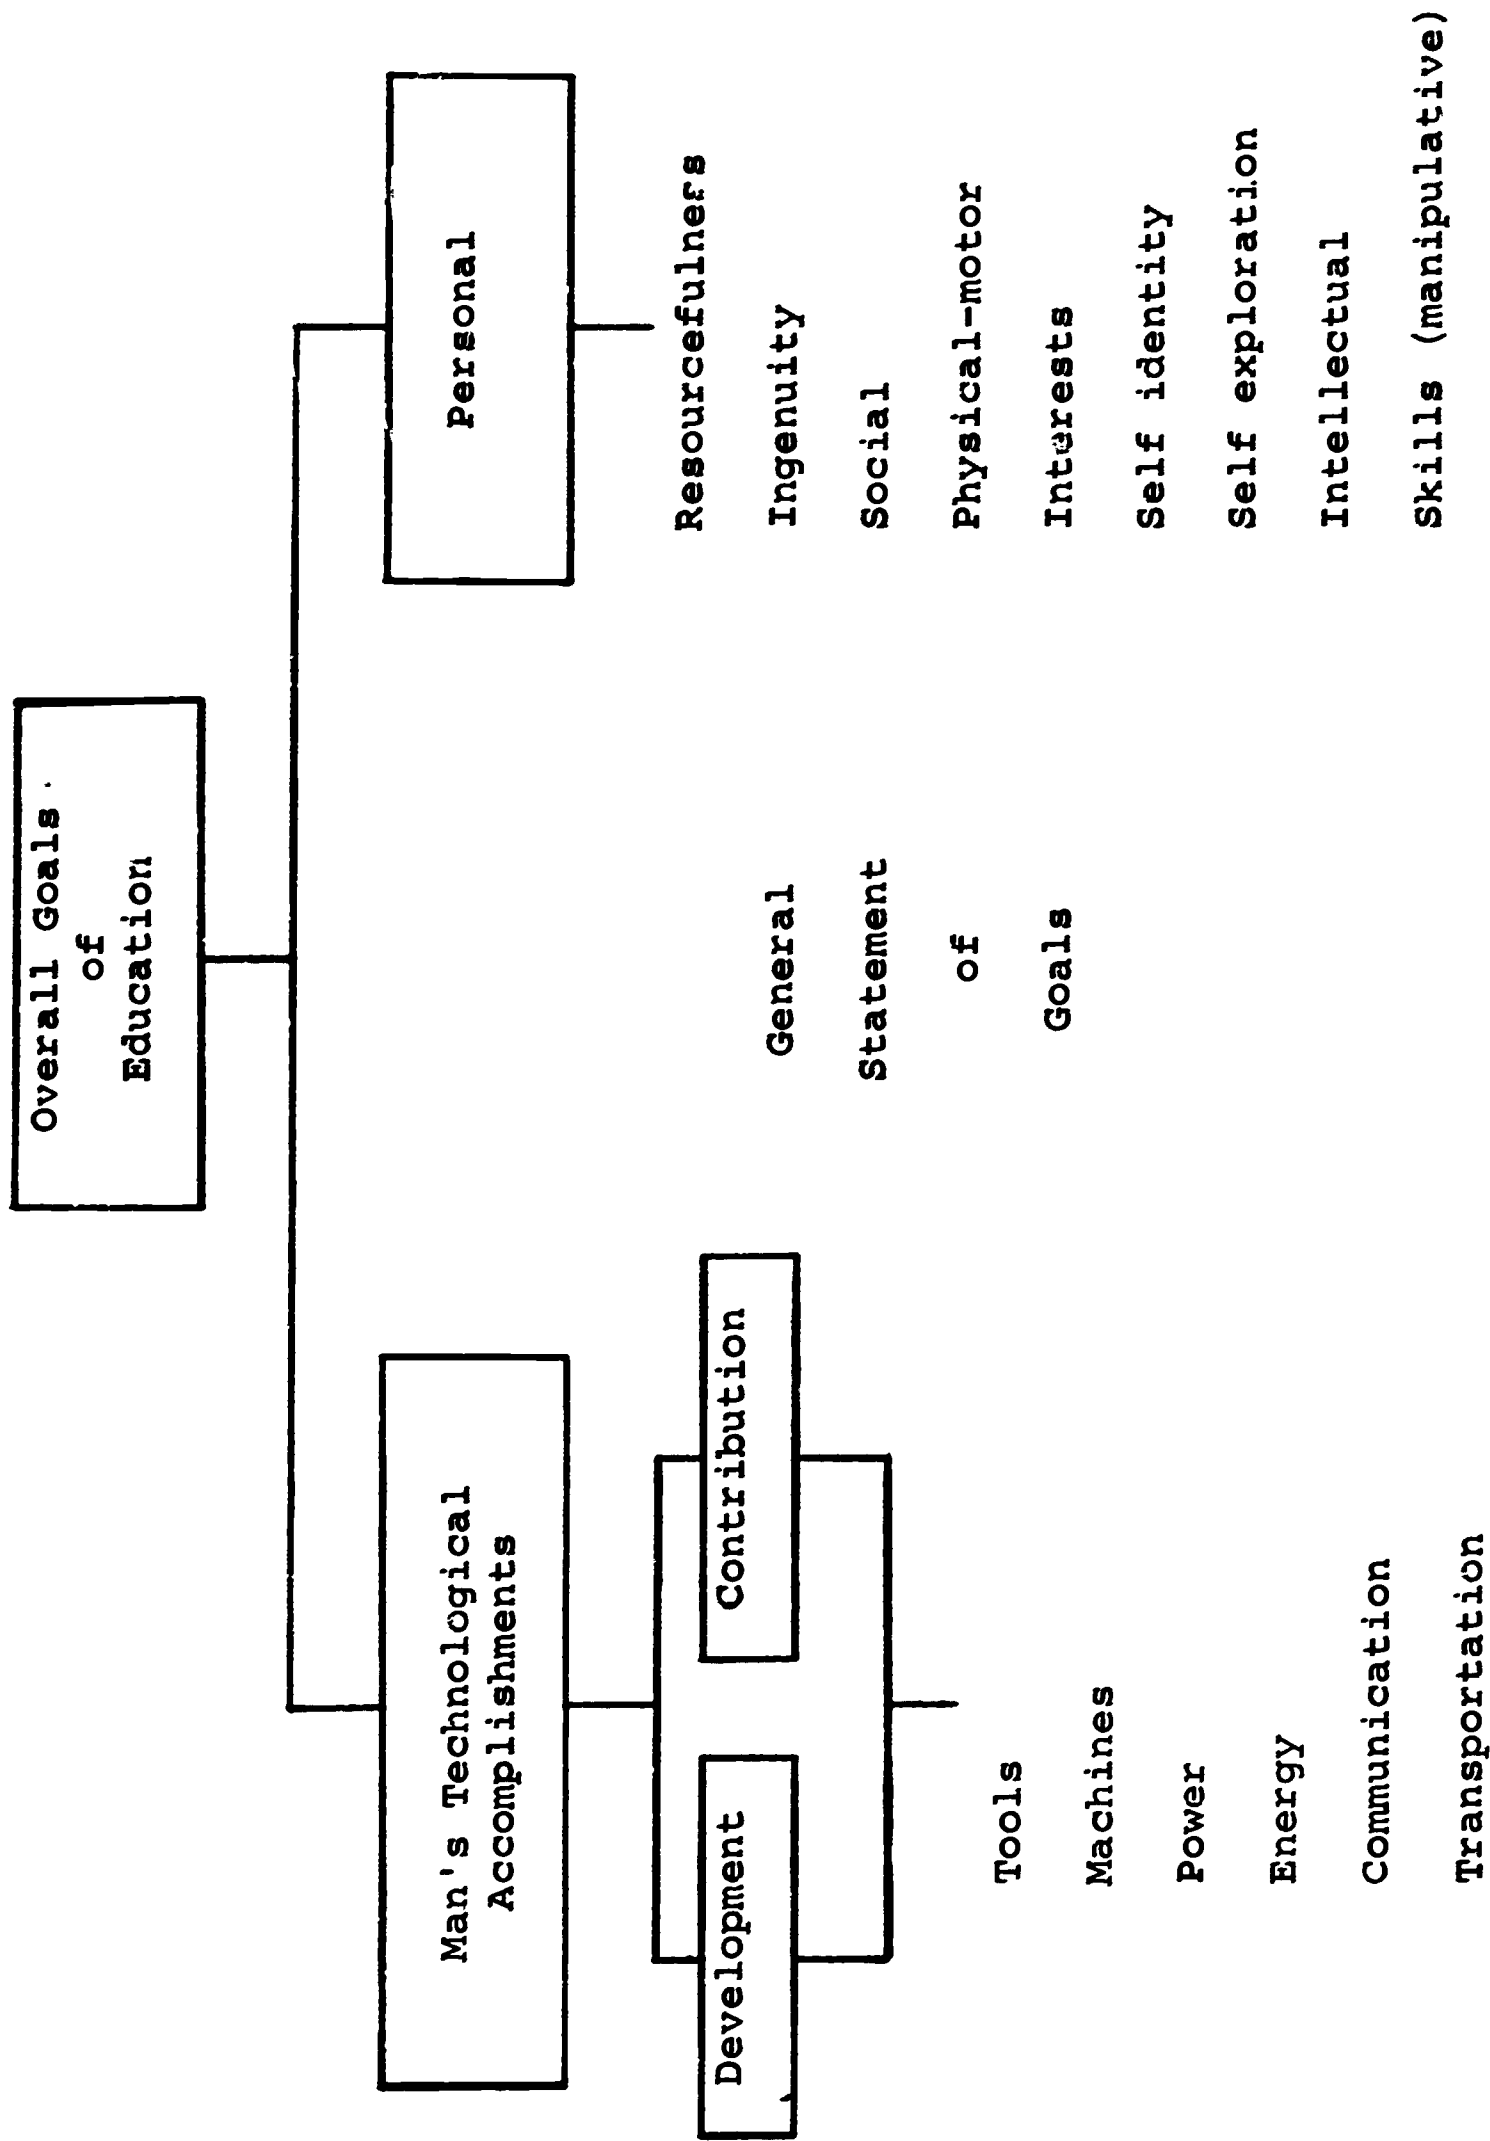 Overall Goals
of
Education
Man's Technological
Accomplishments
Personal
Development
Contribution
General
Statement
of
Goals
Tools
Machines
Power
Energy
Communication
Transportation
Resourcefulness
Ingenuity
Social
Physical-motor
Interests
Self identity
Self exploration
Intellectual
Skills (manipulative)